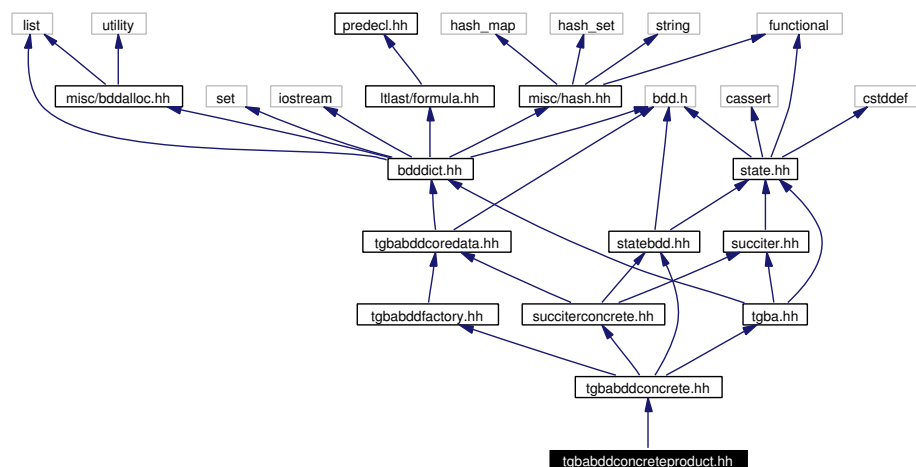 list
utility
predecl.hh
hash_map
hash_set
string
functional
misc/bddalloc.hh
set
iostream
ltlast/formula.hh
misc/hash.hh
bdd.h
cassert
cstddef
bdddict.hh
state.hh
tgbabddcoredata.hh
statebdd.hh
succiter.hh
tgbabddfactory.hh
succiterconcrete.hh
tgba.hh
tgbabddconcrete.hh
tgbabddconcreteproduct.hh